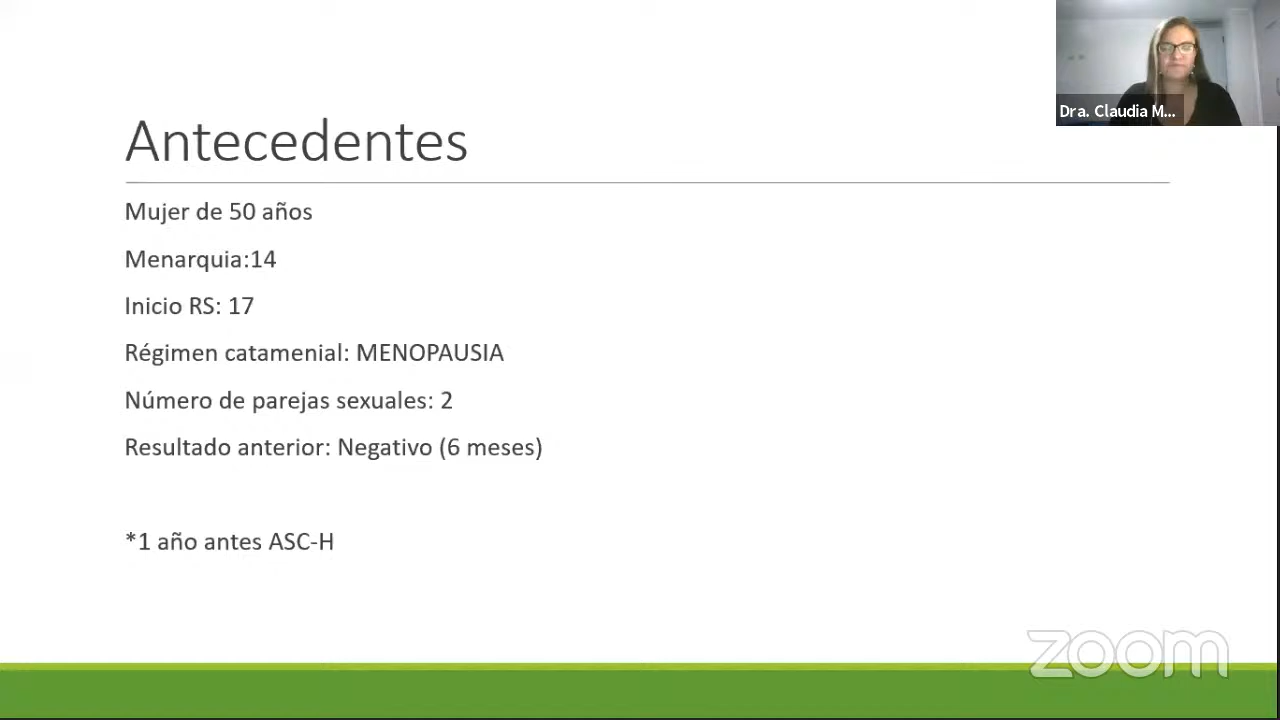 Dra. Claudia M...
Antecedentes
Mujer de 50 años
Menarquia:14
Inicio RS: 17
Régimen catamenial: MENOPAUSIA
Número de parejas sexuales: 2
Resultado anterior: Negativo (6 meses)
*1 año antes ASC-H
zoom